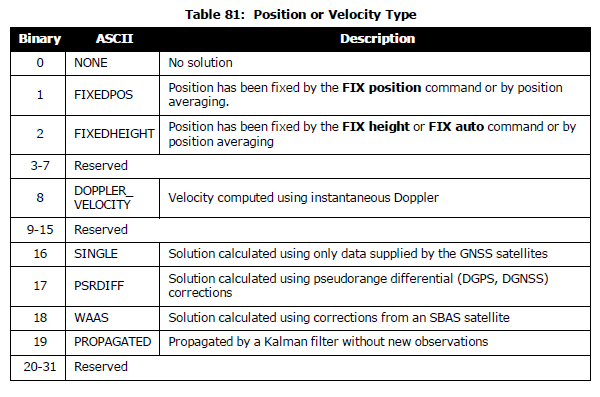 Table 81: Position or Velocity Type
Binary ASCII Description
0 NONE No solution
1 FIXEDPOS Position has been fixed by the FIX position command or by position
averaging.
2 FIXEDHEIGHT Position has been fixed by the FIX height or FIX auto command or by
position averaging
3-7 Reserved
8 DOPPLER_
VELOCITY Velocity computed using instantaneous Doppler
9-15 Reserved
16 SINGLE Solution calculated using only data supplied by the GNSS satellites
17 PSRDIFF Solution calculated using pseudorange differential (DGPS, DGNSS)
corrections
18 WAAS Solution calculated using corrections from an SBAS satellite
19 PROPAGATED Propagated by a Kalman filter without new observations
20-31 Reserved